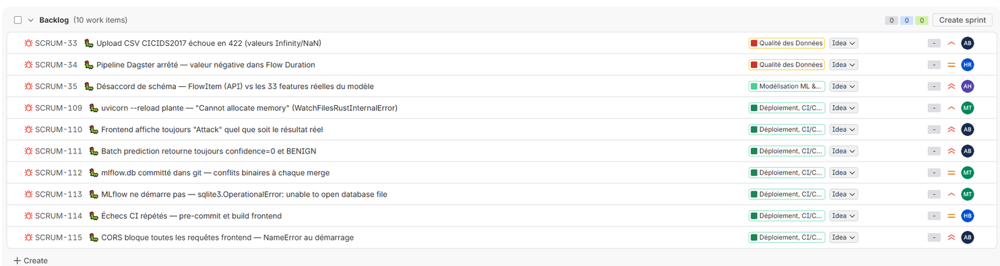 Backlog (10 work items) 0 0 0 Create sprint
SCRUM-33 Upload CSV CICIDS2017 échoue en 422 (valeurs Infinity/NaN) Qualité des Données Idea - AB
SCRUM-34 Pipeline Dagster arrêté — valeur négative dans Flow Duration Qualité des Données Idea - HR
SCRUM-35 Désaccord de schéma — FlowItem (API) vs les 33 features réelles du modèle Modélisation ML &... Idea - AH
SCRUM-109 uvicorn --reload plante — "Cannot allocate memory" (WatchFilesRustInternalError) Déploiement, CI/C... Idea - MT
SCRUM-110 Frontend affiche toujours "Attack" quel que soit le résultat réel Déploiement, CI/C... Idea - AB
SCRUM-111 Batch prediction retourne toujours confidence=0 et BENIGN Déploiement, CI/C... Idea - AB
SCRUM-112 mlflow.db committé dans git — conflits binaires à chaque merge Déploiement, CI/C... Idea - MT
SCRUM-113 MLflow ne démarre pas — sqlite3.OperationalError: unable to open database file Déploiement, CI/C... Idea - MT
SCRUM-114 Échecs CI répétés — pre-commit et build frontend Déploiement, CI/C... Idea - HB
SCRUM-115 CORS bloque toutes les requêtes frontend — NameError au démarrage Déploiement, CI/C... Idea - AB
+ Create